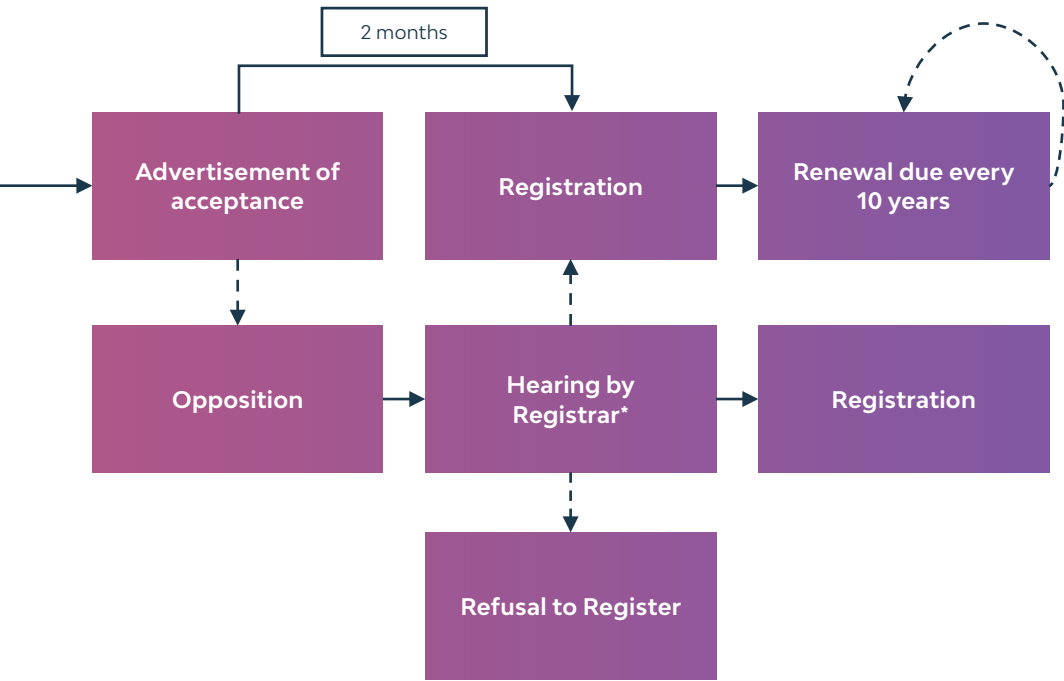 2 months
Advertisement of
acceptance
Registration
Renewal due every
10 years
Opposition
Hearing by
Registrar*
Registration
Refusal to Register